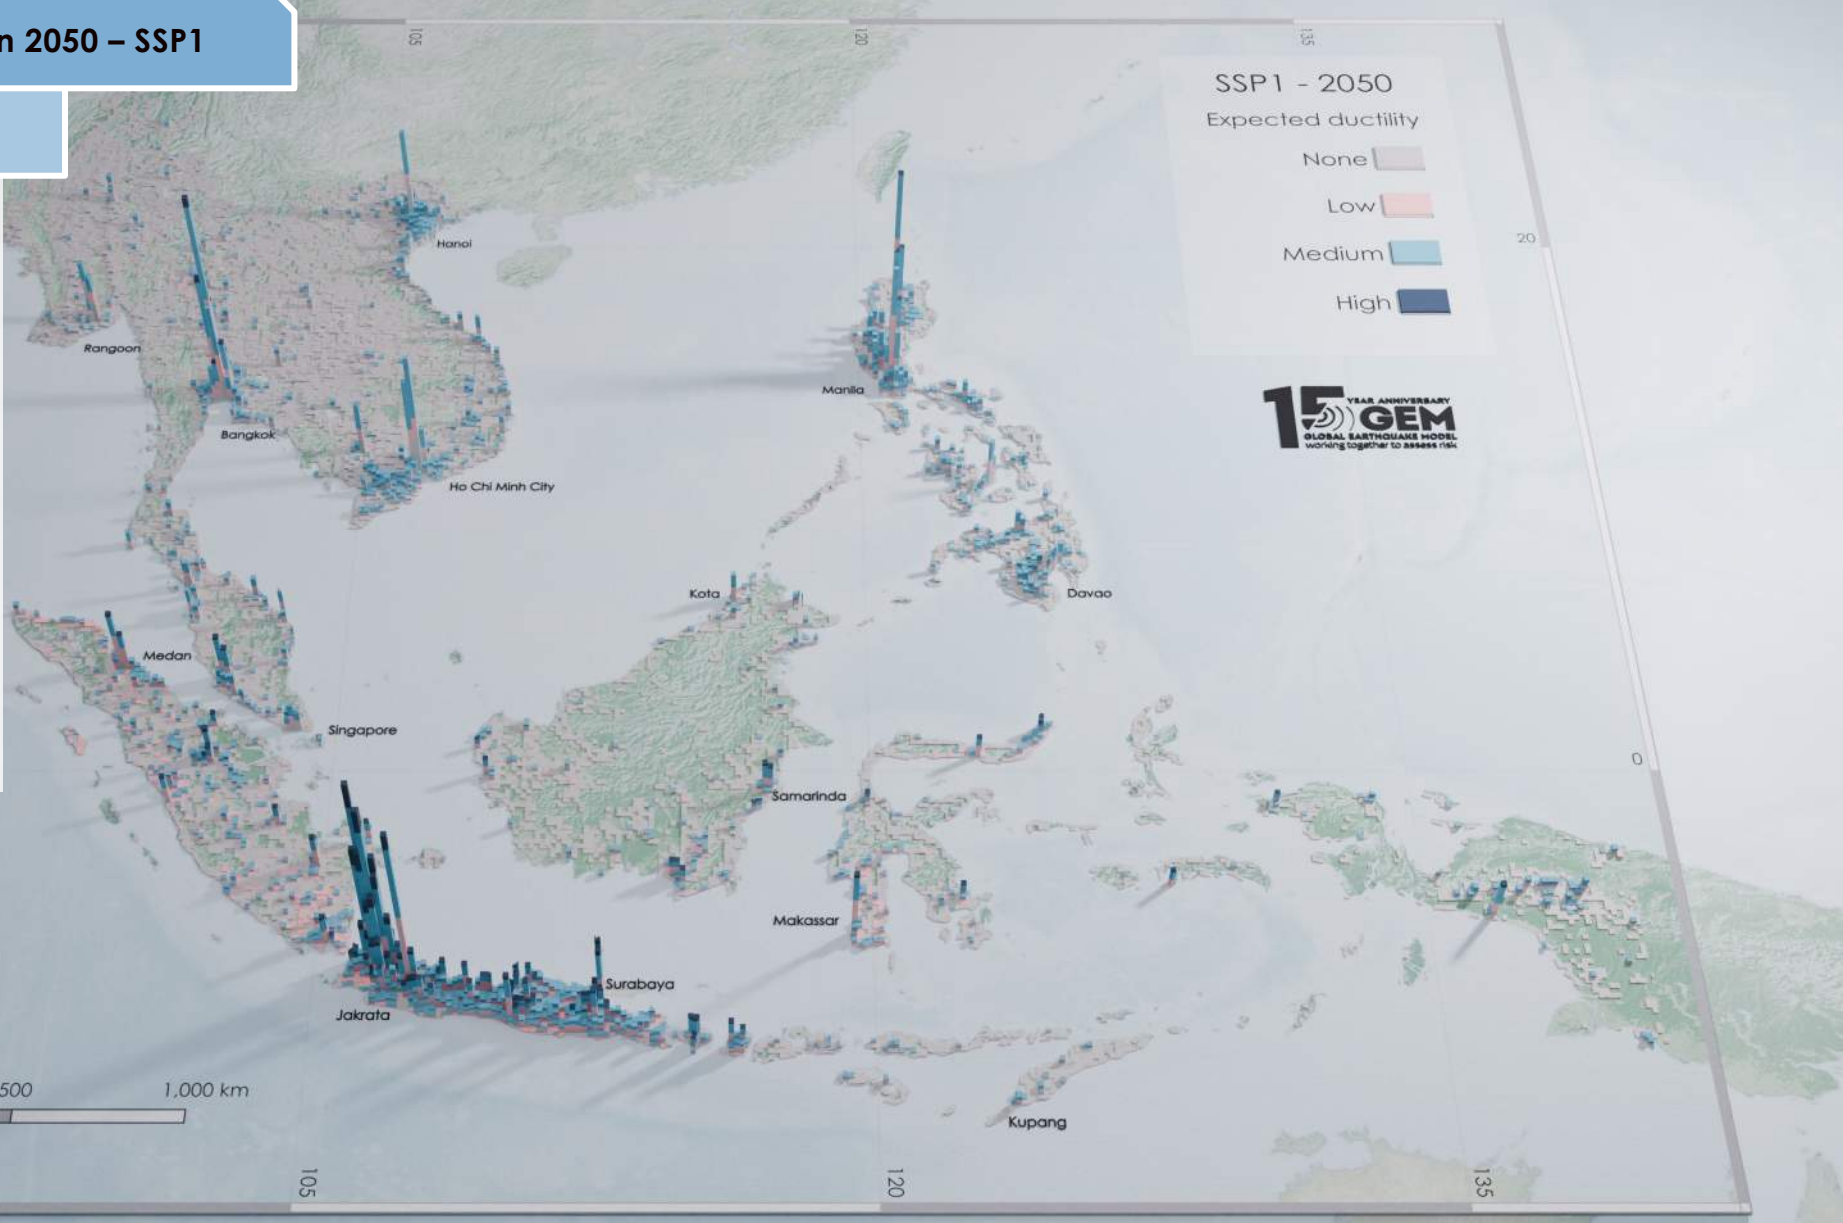 n 2050 – SSP1
105
120
135
SSP1 - 2050
Expected ductility
None
Low
Medium
High
20
Hanoi
Rangoon
Manila
15 YEAR ANNIVERSARY
GEM
GLOBAL EARTHQUAKE MODEL
working together to assess risk
Bangkok
Ho Chi Minh City
Kota
Davao
Medan
Singapore
0
Samarinda
Makassar
Surabaya
Jakrata
500
1,000 km
Kupang
105
120
135